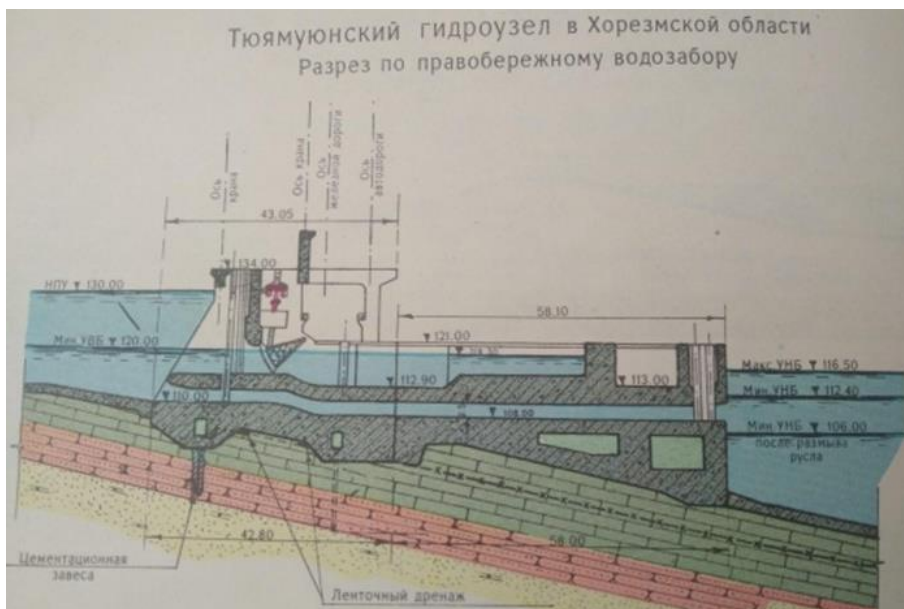 Тюямуюнский гидроузел в Хорезмской области
Разрез по правобережному водозабору
Ось
крана
Ось крана
Ось
железной дороги
Ось
автодороги
43.05
134.00
НПУ 130.00
58.10
Мин. УВБ 120.00
121.00
Макс УНБ 116.50
112.90
113.00
Мин. УНБ 112.40
110.00
108.00
Мин УНБ 106.00
после размыва
русла
42.80
58.00
Цементационная
завеса
Ленточный дренаж